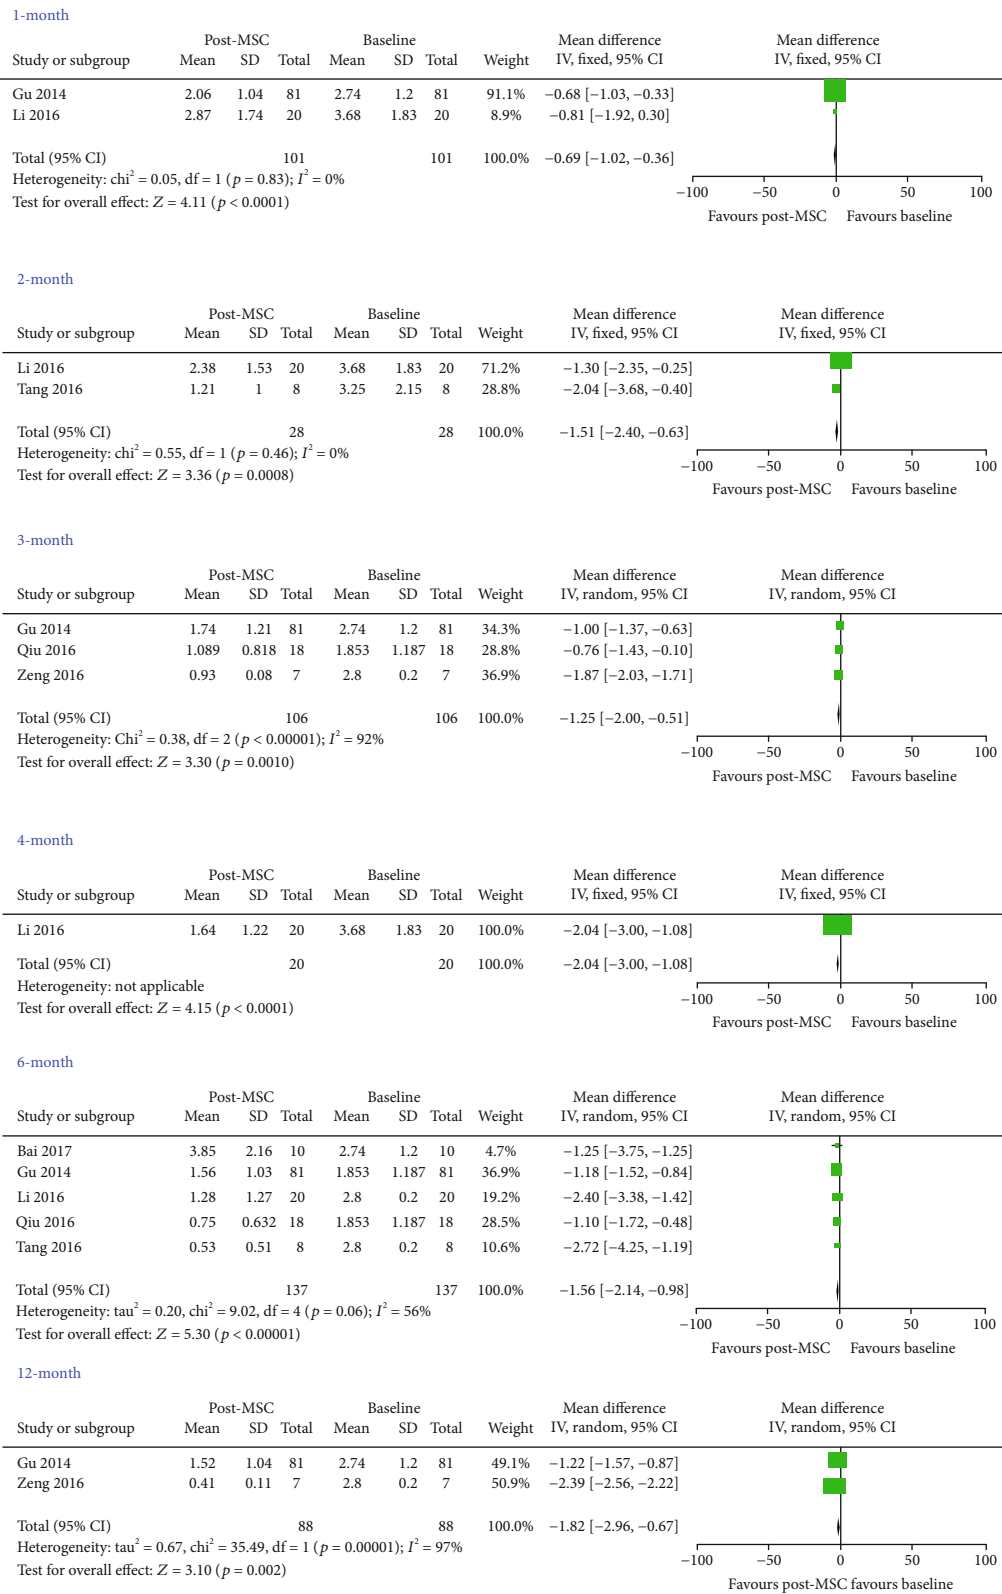 1-month
Post-MSC Baseline Mean difference Mean difference
Study or subgroup Mean SD Total Mean SD Total Weight IV, fixed, 95% CI IV, fixed, 95% CI
Gu 2014 2.06 1.04 81 2.74 1.2 81 91.1% −0.68 [−1.03, −0.33]
Li 2016 2.87 1.74 20 3.68 1.83 20 8.9% −0.81 [−1.92, 0.30]
Total (95% CI) 101 101 100.0% −0.69 [−1.02, −0.36]
Heterogeneity: chi² = 0.05, df = 1 (p = 0.83); I² = 0%
Test for overall effect: Z = 4.11 (p < 0.0001)
−100 −50 0 50 100
Favours post-MSC Favours baseline
2-month
Post-MSC Baseline Mean difference Mean difference
Study or subgroup Mean SD Total Mean SD Total Weight IV, fixed, 95% CI IV, fixed, 95% CI
Li 2016 2.38 1.53 20 3.68 1.83 20 71.2% −1.30 [−2.35, −0.25]
Tang 2016 1.21 1 8 3.25 2.15 8 28.8% −2.04 [−3.68, −0.40]
Total (95% CI) 28 28 100.0% −1.51 [−2.40, −0.63]
Heterogeneity: chi² = 0.55, df = 1 (p = 0.46); I² = 0%
Test for overall effect: Z = 3.36 (p = 0.0008)
−100 −50 0 50 100
Favours post-MSC Favours baseline
3-month
Post-MSC Baseline Mean difference Mean difference
Study or subgroup Mean SD Total Mean SD Total Weight IV, random, 95% CI IV, random, 95% CI
Gu 2014 1.74 1.21 81 2.74 1.2 81 34.3% −1.00 [−1.37, −0.63]
Qiu 2016 1.089 0.818 18 1.853 1.187 18 28.8% −0.76 [−1.43, −0.10]
Zeng 2016 0.93 0.08 7 2.8 0.2 7 36.9% −1.87 [−2.03, −1.71]
Total (95% CI) 106 106 100.0% −1.25 [−2.00, −0.51]
Heterogeneity: Chi² = 0.38, df = 2 (p < 0.00001); I² = 92%
Test for overall effect: Z = 3.30 (p = 0.0010)
−100 −50 0 50 100
Favours post-MSC Favours baseline
4-month
Post-MSC Baseline Mean difference Mean difference
Study or subgroup Mean SD Total Mean SD Total Weight IV, fixed, 95% CI IV, fixed, 95% CI
Li 2016 1.64 1.22 20 3.68 1.83 20 100.0% −2.04 [−3.00, −1.08]
Total (95% CI) 20 20 100.0% −2.04 [−3.00, −1.08]
Heterogeneity: not applicable
Test for overall effect: Z = 4.15 (p < 0.0001)
−100 −50 0 50 100
Favours post-MSC Favours baseline
6-month
Post-MSC Baseline Mean difference Mean difference
Study or subgroup Mean SD Total Mean SD Total Weight IV, random, 95% CI IV, random, 95% CI
Bai 2017 3.85 2.16 10 2.74 1.2 10 4.7% −1.25 [−3.75, −1.25]
Gu 2014 1.56 1.03 81 1.853 1.187 81 36.9% −1.18 [−1.52, −0.84]
Li 2016 1.28 1.27 20 2.8 0.2 20 19.2% −2.40 [−3.38, −1.42]
Qiu 2016 0.75 0.632 18 1.853 1.187 18 28.5% −1.10 [−1.72, −0.48]
Tang 2016 0.53 0.51 8 2.8 0.2 8 10.6% −2.72 [−4.25, −1.19]
Total (95% CI) 137 137 100.0% −1.56 [−2.14, −0.98]
Heterogeneity: tau² = 0.20, chi² = 9.02, df = 4 (p = 0.06); I² = 56%
Test for overall effect: Z = 5.30 (p < 0.00001)
−100 −50 0 50 100
Favours post-MSC Favours baseline
12-month
Post-MSC Baseline Mean difference Mean difference
Study or subgroup Mean SD Total Mean SD Total Weight IV, random, 95% CI IV, random, 95% CI
Gu 2014 1.52 1.04 81 2.74 1.2 81 49.1% −1.22 [−1.57, −0.87]
Zeng 2016 0.41 0.11 7 2.8 0.2 7 50.9% −2.39 [−2.56, −2.22]
Total (95% CI) 88 88 100.0% −1.82 [−2.96, −0.67]
Heterogeneity: tau² = 0.67, chi² = 35.49, df = 1 (p = 0.00001); I² = 97%
Test for overall effect: Z = 3.10 (p = 0.002)
−100 −50 0 50 100
Favours post-MSC favours baseline